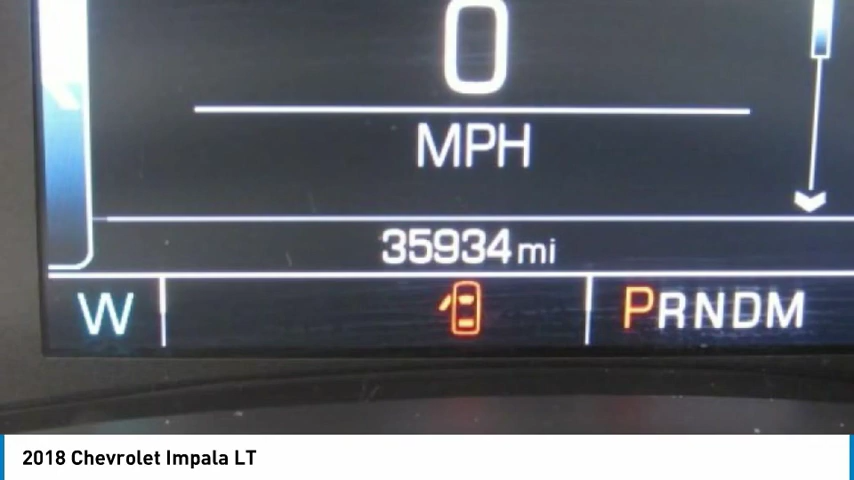 0
MPH
35934 mi
W PRNDM
2018 Chevrolet Impala LT